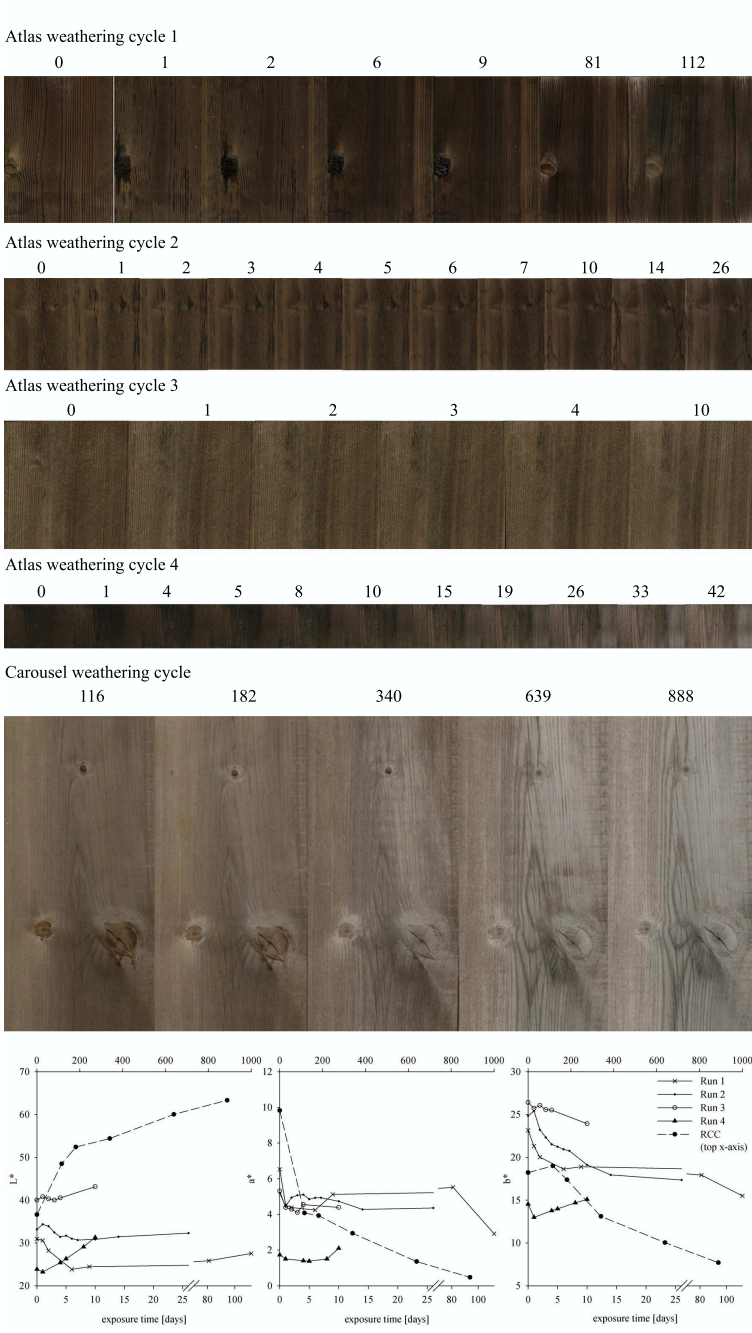 Atlas weathering cycle 1
0 1 2 6 9 81 112
Atlas weathering cycle 2
0 1 2 3 4 5 6 7 10 14 26
Atlas weathering cycle 3
0 1 2 3 4 10
Atlas weathering cycle 4
0 1 4 5 8 10 15 19 26 33 42
Carousel weathering cycle
116 182 340 639 888
0 200 400 600 800 1000
70
60
50
40
30
20
L*
0 5 10 25 80 100
exposure time [days]
0 200 400 600 800 1000
12
10
8
6
4
2
0
a*
0 5 10 25 80 100
exposure time [days]
0 200 400 600 800 1000
30
25
20
15
10
5
b*
Run 1
Run 2
Run 3
Run 4
RCC
(top x-axis)
0 5 10 15 20 25 80 100
exposure time [days]